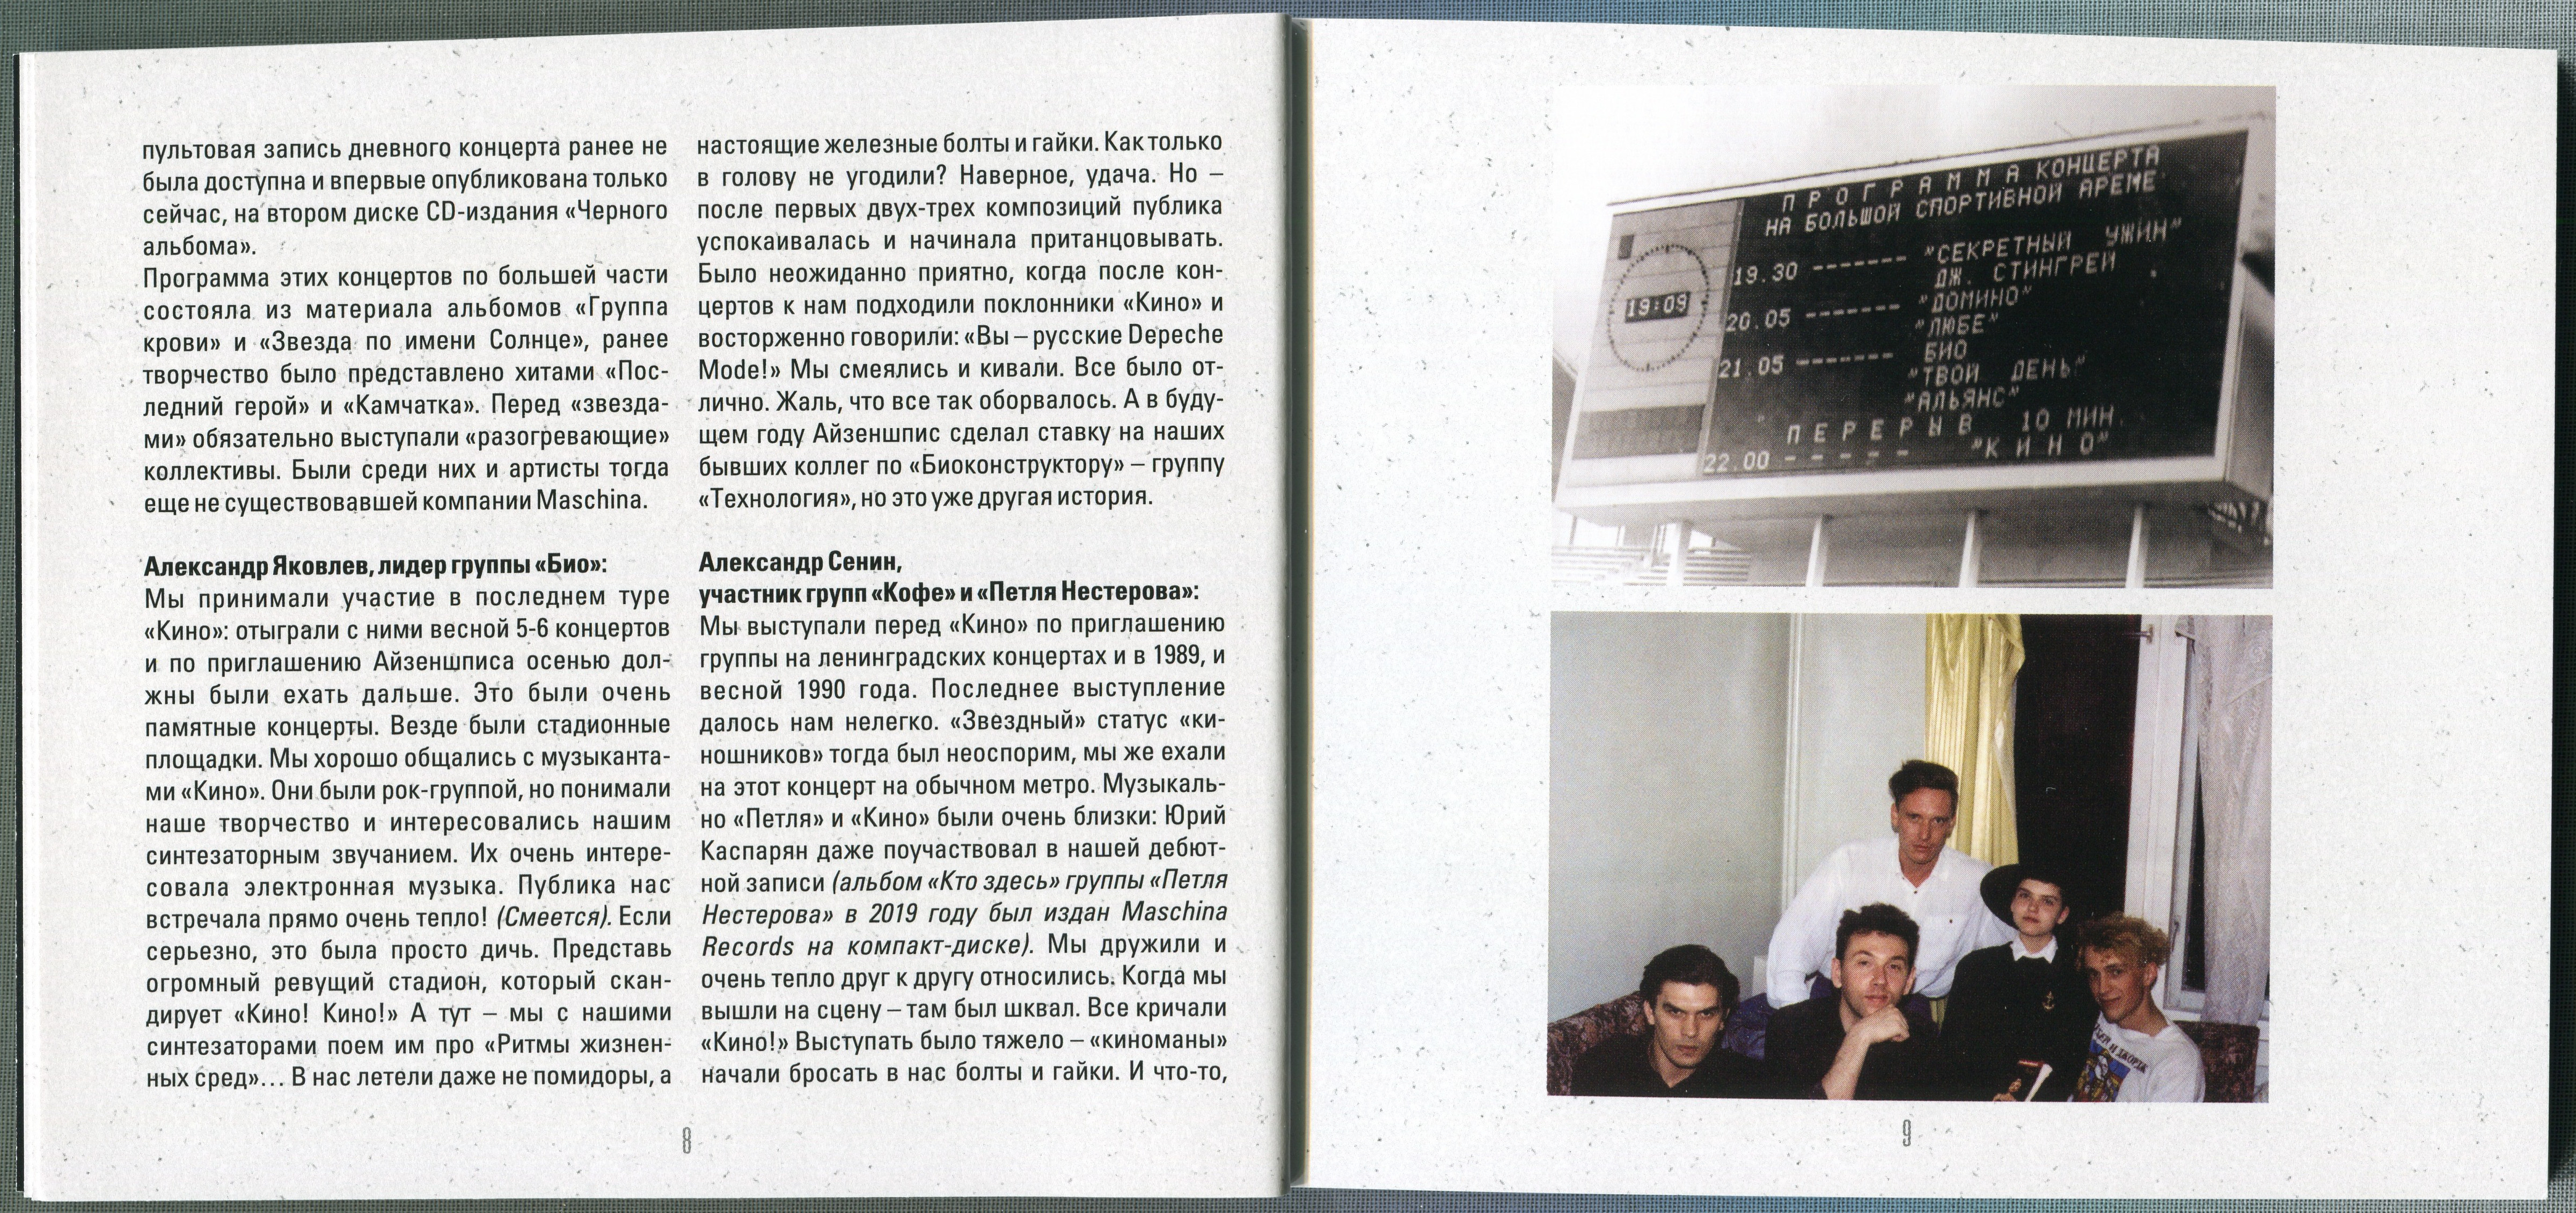 пультовая запись дневного концерта ранее не
была доступна и впервые опубликована только
сейчас, на втором диске CD-издания «Черного
альбома».
Программа этих концертов по большей части
состояла из материала альбомов «Группа
крови» и «Звезда по имени Солнце», ранее
творчество было представлено хитами «Пос-
ледний герой» и «Камчатка». Перед «звезда-
ми» обязательно выступали «разогревающие»
коллективы. Были среди них и артисты тогда
еще не существовавшей компании Maschina.
Александр Яковлев, лидер группы «Био»:
Мы принимали участие в последнем туре
«Кино»: отыграли с ними весной 5-6 концертов
и по приглашению Айзеншписа осенью дол-
жны были ехать дальше. Это были очень
памятные концерты. Везде были стадионные
площадки. Мы хорошо общались с музыканта-
ми «Кино». Они были рок-группой, но понимали
наше творчество и интересовались нашим
синтезаторным звучанием. Их очень интере-
совала электронная музыка. Публика нас
встречала прямо очень тепло! (Смеется). Если
серьезно, это была просто дичь. Представь
огромный ревущий стадион, который скан-
дирует «Кино! Кино!» А тут – мы с нашими
синтезаторами поем им про «Ритмы жизнен-
ных сред»... В нас летели даже не помидоры, а
настоящие железные болты и гайки. Как только
в голову не угодили? Наверное, удача. Но –
после первых двух-трех композиций публика
успокаивалась и начинала пританцовывать.
Было неожиданно приятно, когда после кон-
цертов к нам подходили поклонники «Кино» и
восторженно говорили: «Вы – русские Depeche
Mode!» Мы смеялись и кивали. Все было от-
лично. Жаль, что все так оборвалось. А в буду-
щем году Айзеншпис сделал ставку на наших
бывших коллег по «Биоконструктору» – группу
«Технология», но это уже другая история.
Александр Сенин,
участник групп «Кофе» и «Петля Нестерова»:
Мы выступали перед «Кино» по приглашению
группы на ленинградских концертах и в 1989, и
весной 1990 года. Последнее выступление
далось нам нелегко. «Звездный» статус «ки-
ношников» тогда был неоспорим, мы же ехали
на этот концерт на обычном метро. Музыкаль-
но «Петля» и «Кино» были очень близки: Юрий
Каспарян даже поучаствовал в нашей дебют-
ной записи (альбом «Кто здесь» группы «Петля
Нестерова» в 2019 году был издан Maschina
Records на компакт-диске). Мы дружили и
очень тепло друг к другу относились. Когда мы
вышли на сцену – там был шквал. Все кричали
«Кино!» Выступать было тяжело – «киноманы»
начали бросать в нас болты и гайки. И что-то,
8
ПРОГРАММА КОНЦЕРТА
НА БОЛЬШОЙ СПОРТИВНОЙ АРЕНЕ
19:09
19.30 ------- "СЕКРЕТНЫЙ УЖИН"
ДЖ. СТИНГРЕЙ
20.05 ------- "ДОМИНО"
"ЛЮБЕ"
21.05 ------- БИО
"ТВОЙ ДЕНЬ"
"АЛЬЯНС"
ПЕРЕРЫВ 10 МИН.
22.00 ----- "КИНО"
9